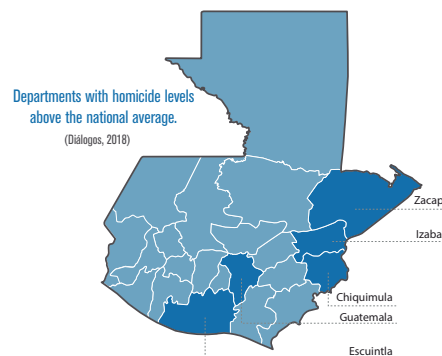 Departments with homicide levels
above the national average.
(Diálogos, 2018)
Zacap
Izaba
Chiquimula
Guatemala
Escuintla